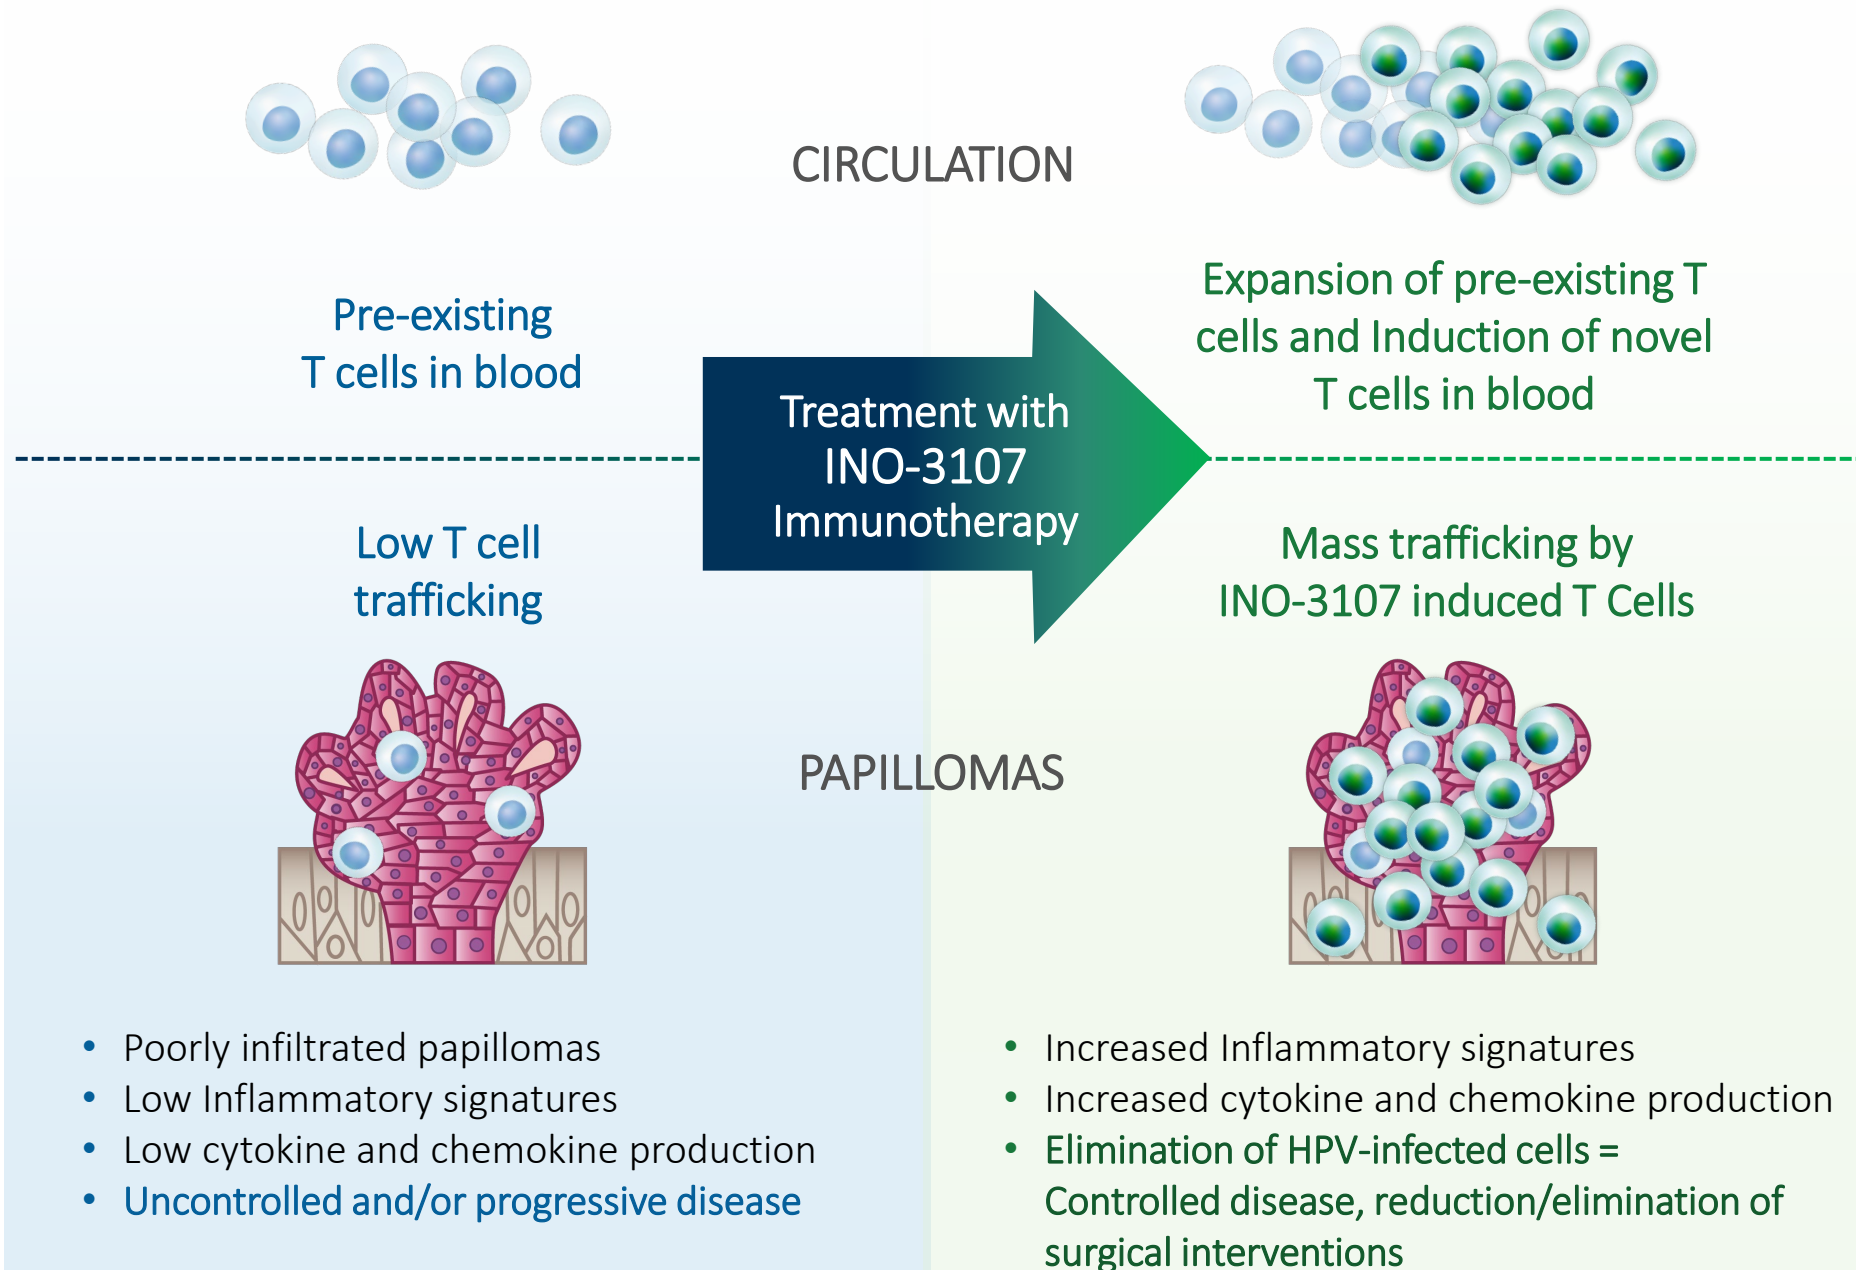 CIRCULATION
Pre-existing
T cells in blood
Expansion of pre-existing T
cells and Induction of novel
T cells in blood
Treatment with
INO-3107
Immunotherapy
Low T cell
trafficking
Mass trafficking by
INO-3107 induced T Cells
PAPILLOMAS
• Poorly infiltrated papillomas
• Low Inflammatory signatures
• Low cytokine and chemokine production
• Uncontrolled and/or progressive disease
• Increased Inflammatory signatures
• Increased cytokine and chemokine production
• Elimination of HPV-infected cells =
Controlled disease, reduction/elimination of
surgical interventions